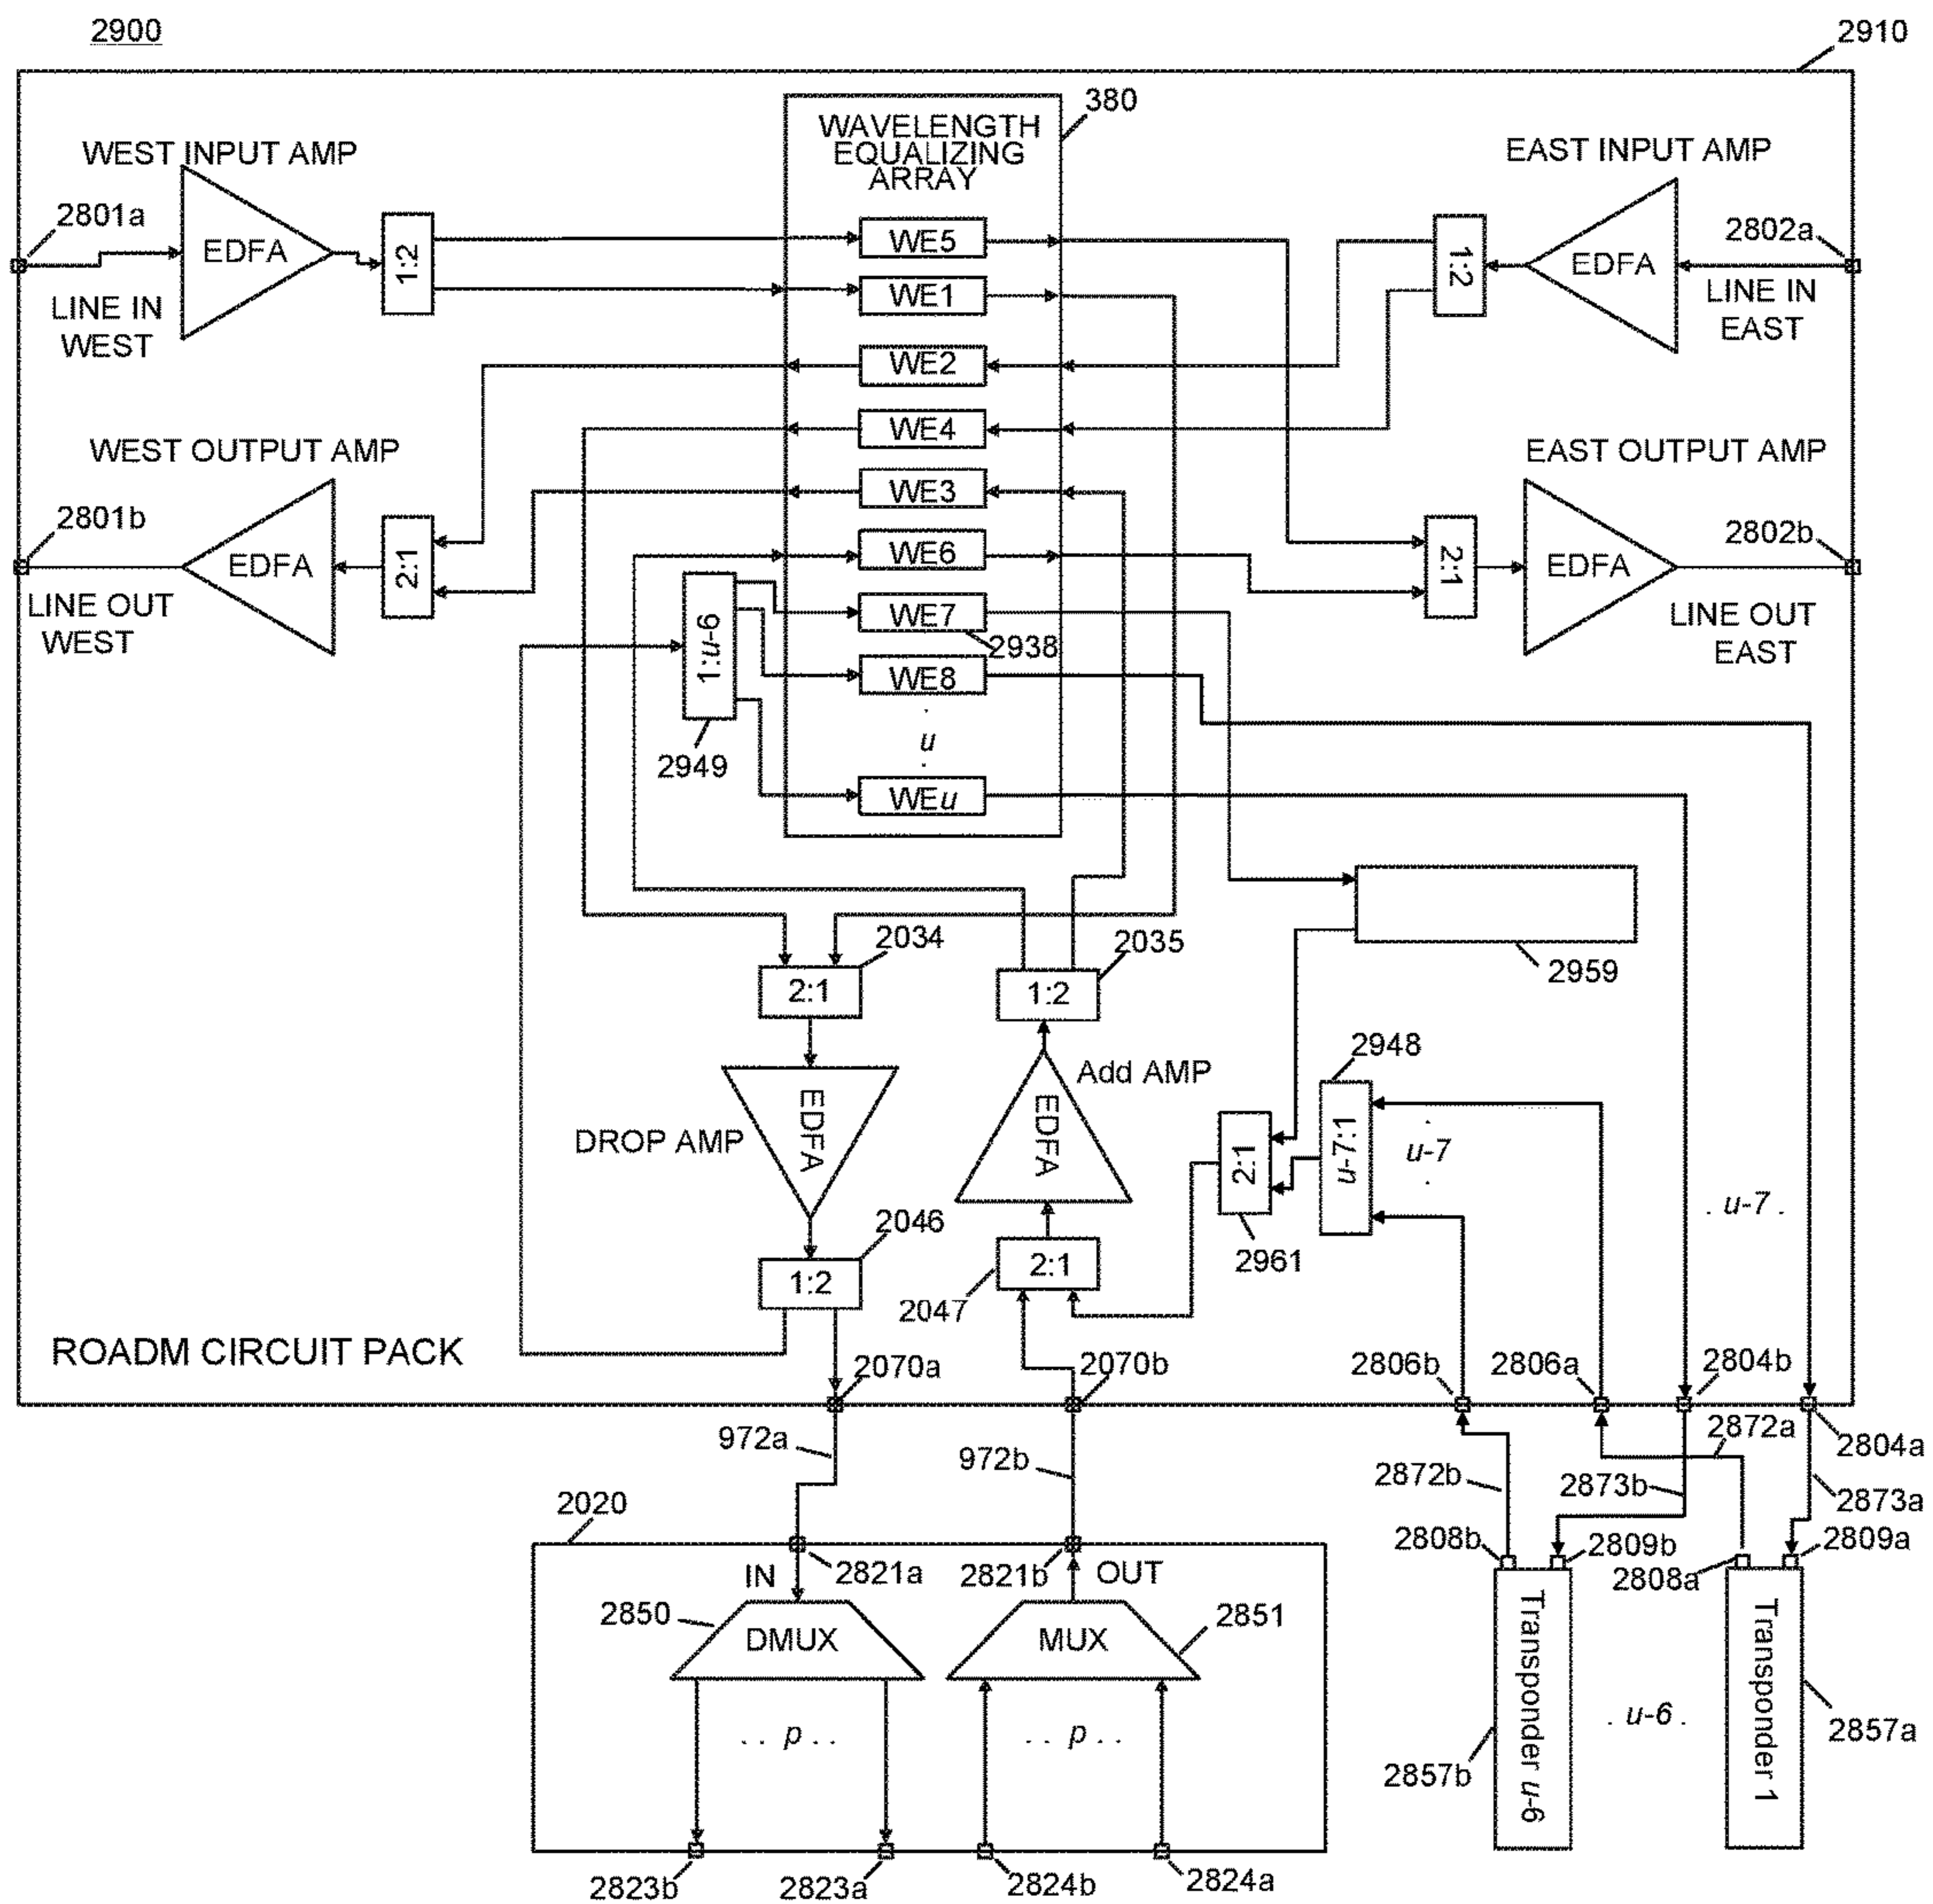 2900
2910
380
WAVELENGTH
EQUALIZING
ARRAY
WEST INPUT AMP
EAST INPUT AMP
2801a
EDFA
1:2
WE5
1:2
EDFA
2802a
LINE IN
WEST
WE1
LINE IN
EAST
WE2
WE4
WEST OUTPUT AMP
EAST OUTPUT AMP
WE3
2801b
EDFA
2:1
WE6
2:1
EDFA
2802b
LINE OUT
WEST
1:u-6
WE7
2938
LINE OUT
EAST
WE8
2949
. u .
WEu
2034
2035
2959
2:1
1:2
2948
Add AMP
DROP AMP
EDFA
EDFA
2:1
u-7:1
. u-7 .
. u-7 .
2046
2961
1:2
2:1
2047
ROADM CIRCUIT PACK
2070a
2070b
2806b
2806a
2804b
972a
972b
2872a
2804a
2872b
2873b
2873a
2020
2808b
2809b
2809a
IN
2821a
2821b
OUT
2808a
2850
DMUX
MUX
2851
Transponder u-6
Transponder 1
. . p . .
. . p . .
. u-6 .
2857a
2857b
2823b
2823a
2824b
2824a